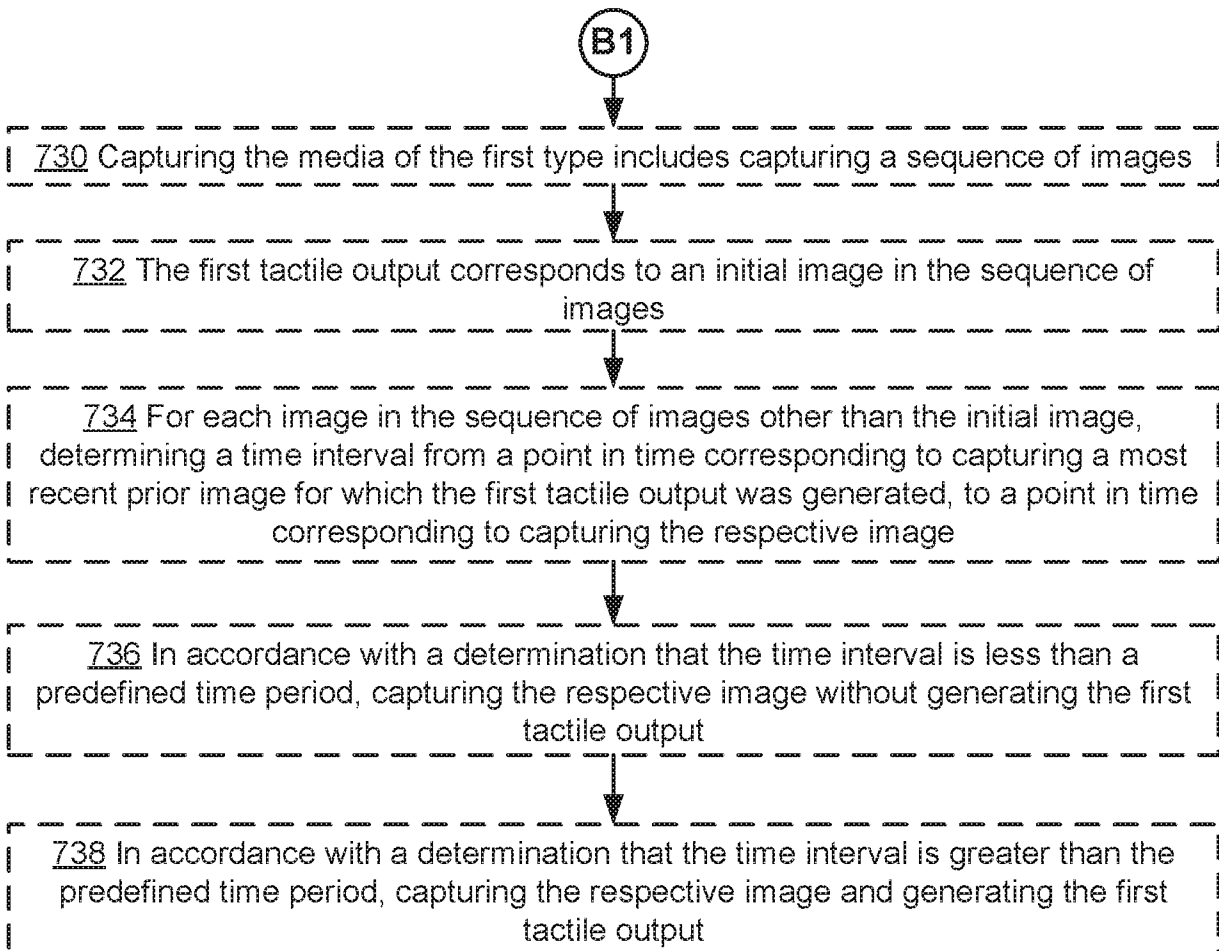 B1
730 Capturing the media of the first type includes capturing a sequence of images
732 The first tactile output corresponds to an initial image in the sequence of
images
734 For each image in the sequence of images other than the initial image,
determining a time interval from a point in time corresponding to capturing a most
recent prior image for which the first tactile output was generated, to a point in time
corresponding to capturing the respective image
736 In accordance with a determination that the time interval is less than a
predefined time period, capturing the respective image without generating the first
tactile output
738 In accordance with a determination that the time interval is greater than the
predefined time period, capturing the respective image and generating the first
tactile output